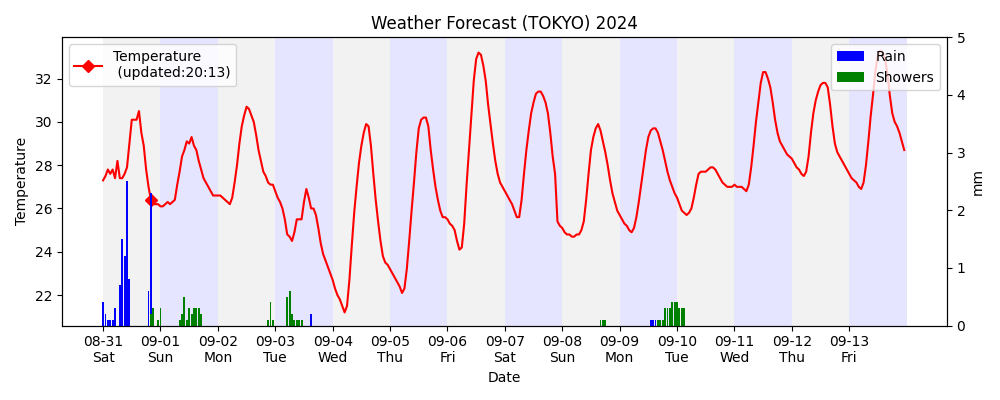 Weather Forecast (TOKYO) 2024
Temperature
(updated:20:13)
Rain
Showers
Temperature
32
30
28
26
24
22
5
4
3
2
1
0
mm
08-31 09-01 09-02 09-03 09-04 09-05 09-06 09-07 09-08 09-09 09-10 09-11 09-12 09-13
Sat Sun Mon Tue Wed Thu Fri Sat Sun Mon Tue Wed Thu Fri
Date